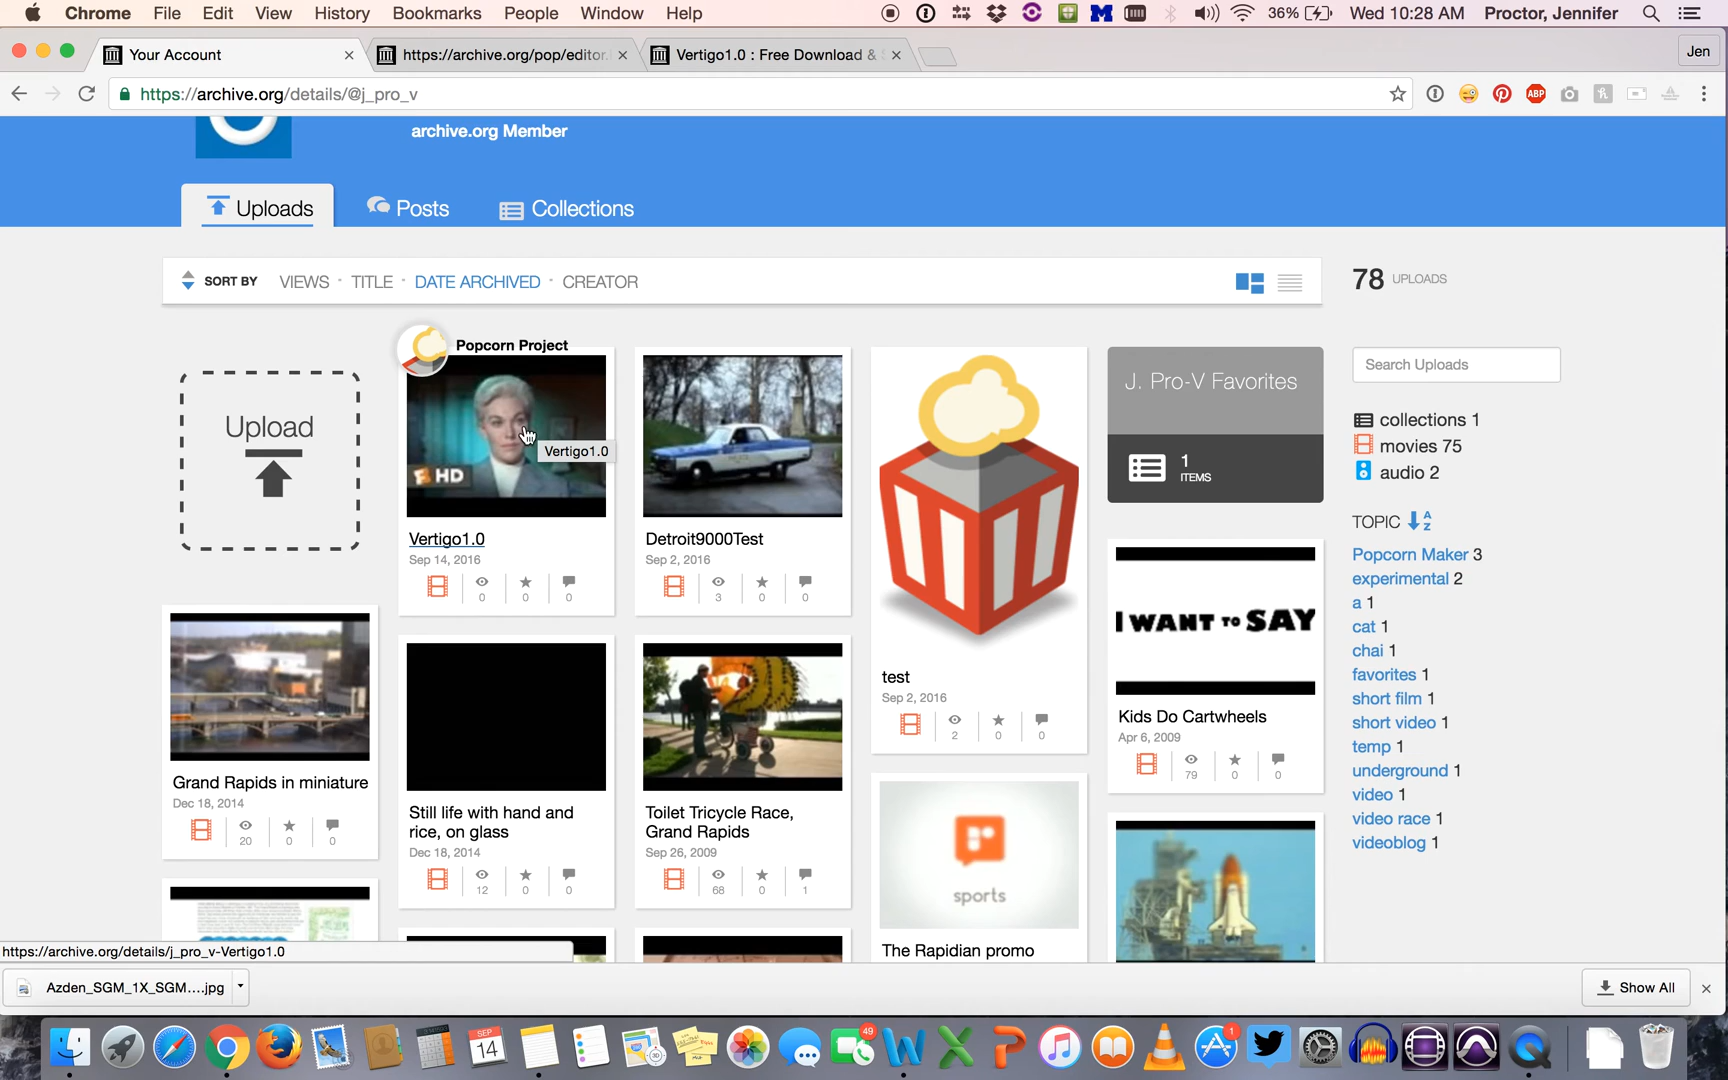 Chrome File Edit View History Bookmarks People Window Help 36% Wed 10:28 AM Proctor, Jennifer
Your Account https://archive.org/pop/editor. Vertigo1.0 : Free Download & Jen
https://archive.org/details/@j_pro_v ABP
archive.org Member
Uploads Posts Collections
SORT BY VIEWS · TITLE · DATE ARCHIVED · CREATOR
78 UPLOADS
Search Uploads
collections 1
movies 75
audio 2
TOPIC
Popcorn Maker 3
experimental 2
a 1
cat 1
chai 1
favorites 1
short film 1
short video 1
temp 1
underground 1
video 1
video race 1
videoblog 1
Upload
Popcorn Project
HD
Vertigo1.0
Vertigo1.0
Sep 14, 2016
0 0 0
Detroit9000Test
Sep 2, 2016
3 0 0
test
Sep 2, 2016
2 0 0
J. Pro-V Favorites
1
ITEMS
I WANT TO SAY
Kids Do Cartwheels
Apr 6, 2009
79 0 0
Grand Rapids in miniature
Dec 18, 2014
20 0 0
Still life with hand and
rice, on glass
Dec 18, 2014
12 0 0
Toilet Tricycle Race,
Grand Rapids
Sep 26, 2009
68 0 1
sports
The Rapidian promo
https://archive.org/details/j_pro_v-Vertigo1.0
Azden_SGM_1X_SGM....jpg Show All
SEP
14
49
1